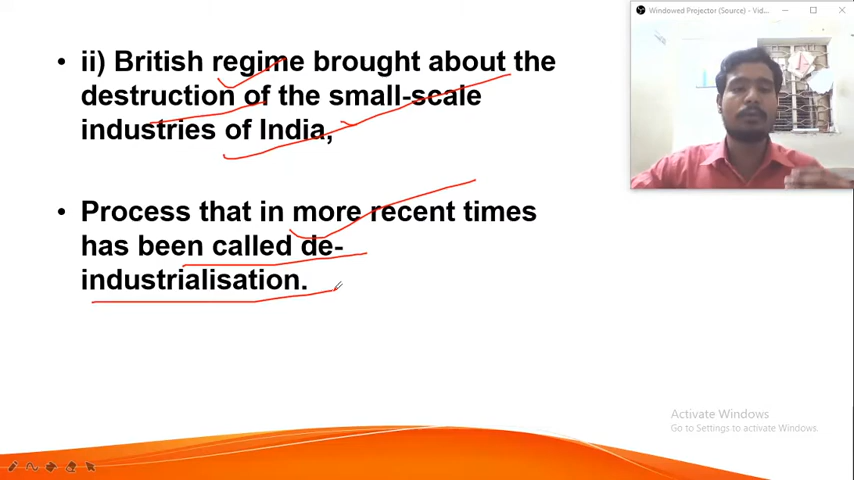 Windowed Projector (Source) - Vid...
• ii) British regime brought about the
destruction of the small-scale
industries of India,
• Process that in more recent times
has been called de-
industrialisation.
Activate Windows
Go to Settings to activate Windows.